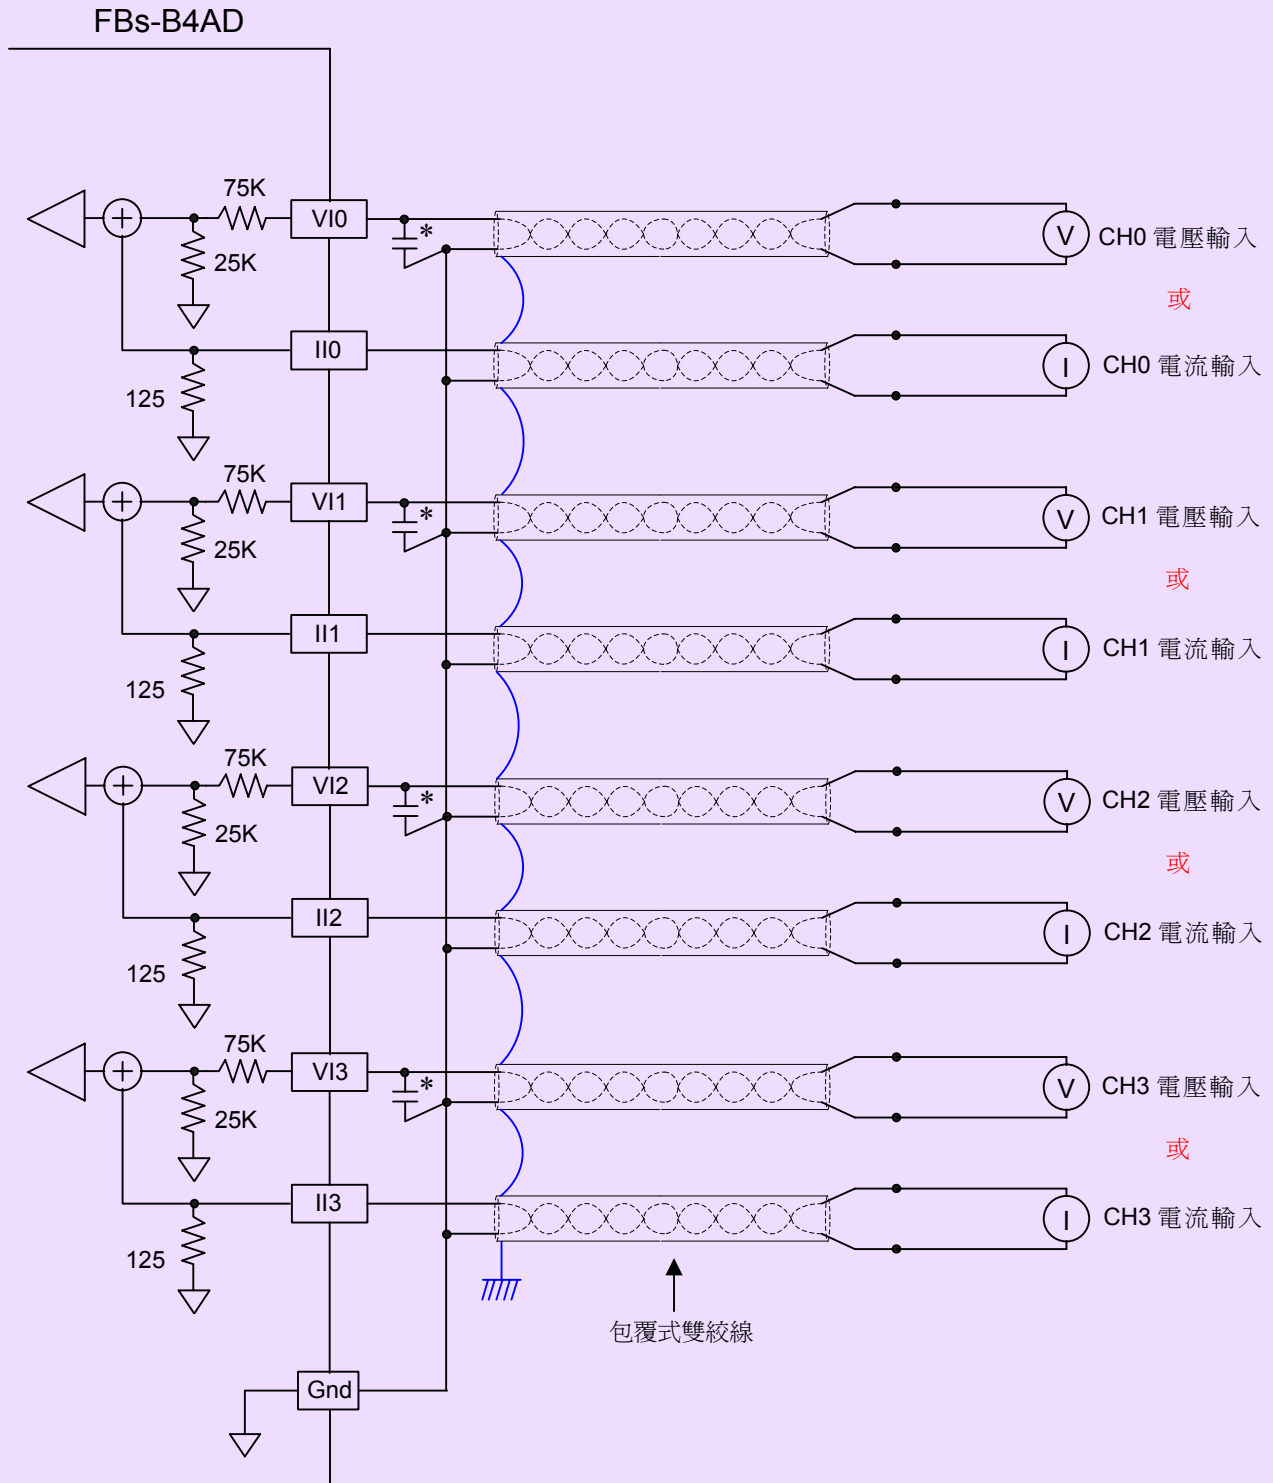 FBs-B4AD
75K
VI0
*
V
CH0 電壓輸入
25K
或
II0
I
CH0 電流輸入
125
75K
VI1
*
V
CH1 電壓輸入
25K
或
II1
I
CH1 電流輸入
125
75K
VI2
*
V
CH2 電壓輸入
25K
或
II2
I
CH2 電流輸入
125
75K
VI3
*
V
CH3 電壓輸入
25K
或
II3
I
CH3 電流輸入
125
包覆式雙絞線
Gnd